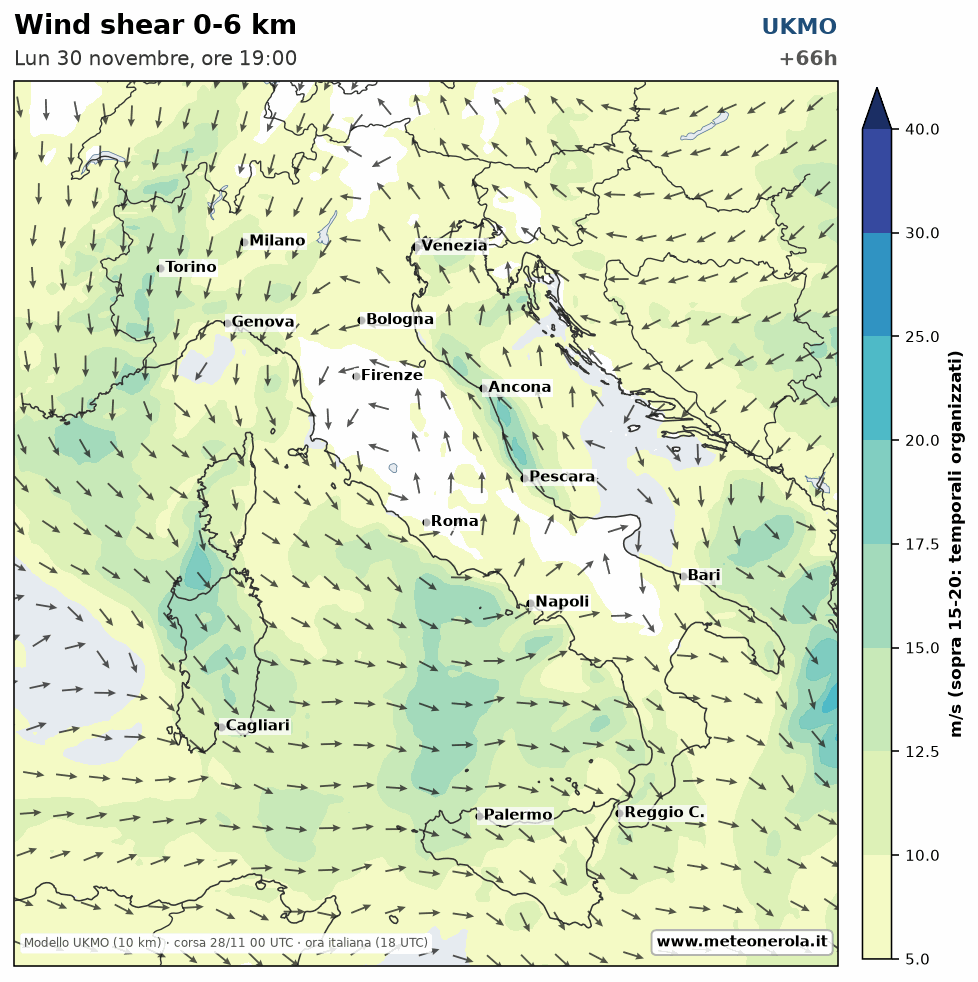 Wind shear 0-6 km
UKMO
Lun 30 novembre, ore 19:00
+66h
Milano
Venezia
Torino
Genova
Bologna
Firenze
Ancona
Pescara
Roma
Bari
Napoli
Cagliari
Palermo
Reggio C.
Modello UKMO (10 km) · corsa 28/11 00 UTC · ora italiana (18 UTC)
www.meteonerola.it
40.0
30.0
25.0
20.0
17.5
15.0
12.5
10.0
5.0
m/s (sopra 15-20: temporali organizzati)